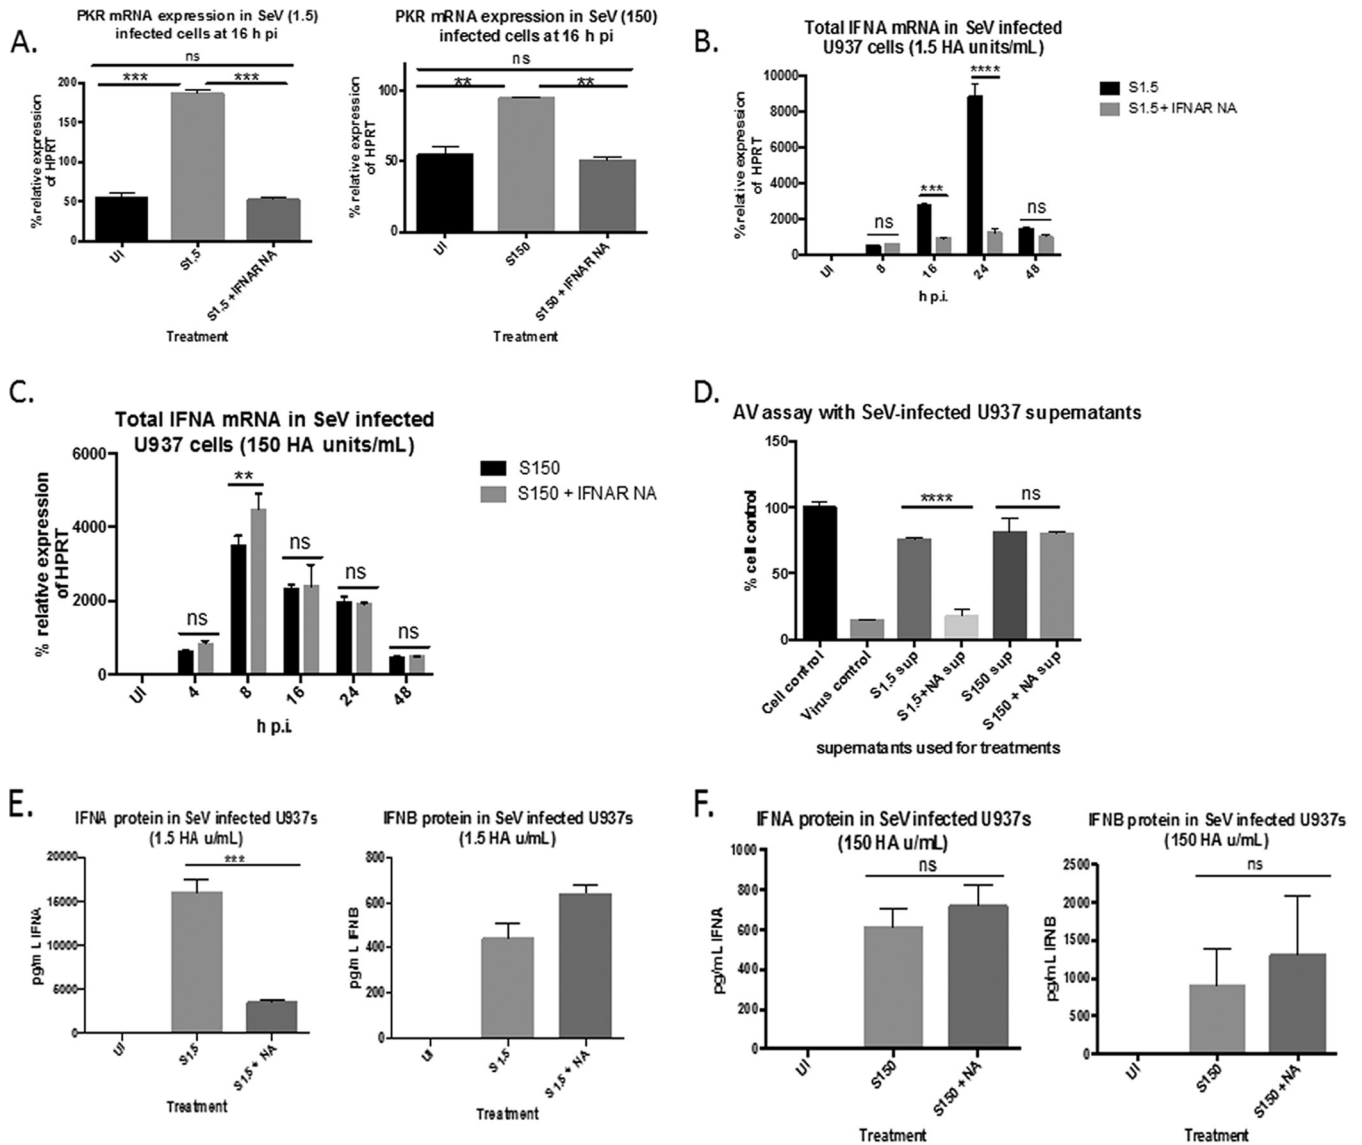 A.
PKR mRNA expression in SeV (1.5)
infected cells at 16 h pi
ns
***
***
% relative expression
of HPRT
200
150
100
50
0
UI
S1.5
S1.5 + IFNAR NA
Treatment
PKR mRNA expression in SeV (150)
infected cells at 16 h pi
ns
**
**
% relative expression
of HPRT
100
50
0
UI
S150
S150 + IFNAR NA
Treatment
B.
Total IFNA mRNA in SeV infected
U937 cells (1.5 HA units/mL)
% relative expression
of HPRT
10000
8000
6000
4000
2000
0
ns
***
****
ns
UI
8
16
24
48
h p.i.
S1.5
S1.5+ IFNAR NA
C.
Total IFNA mRNA in SeV infected
U937 cells (150 HA units/mL)
% relative expression
of HPRT
6000
4000
2000
0
ns
**
ns
ns
ns
UI
4
8
16
24
48
h p.i.
S150
S150 + IFNAR NA
D.
AV assay with SeV-infected U937 supernatants
% cell control
150
100
50
0
****
ns
Cell control
Virus control
S1.5 sup
S1.5+NA sup
S150 sup
S150 + NA sup
supernatants used for treatments
E.
IFNA protein in SeV infected U937s
(1.5 HA u/mL)
***
pg/mL IFNA
20000
15000
10000
5000
0
UI
S1.5
S1.5 + NA
Treatment
IFNB protein in SeV infected U937s
(1.5 HA u/mL)
pg/mL IFNB
800
600
400
200
0
UI
S1.5
S1.5 + NA
Treatment
F.
IFNA protein in SeV infected U937s
(150 HA u/mL)
ns
pg/mL IFNA
1000
800
600
400
200
0
UI
S150
S150 + NA
Treatment
IFNB protein in SeV infected U937s
(150 HA u/mL)
ns
pg/mL IFNB
2500
2000
1500
1000
500
0
UI
S150
S150 + NA
Treatment